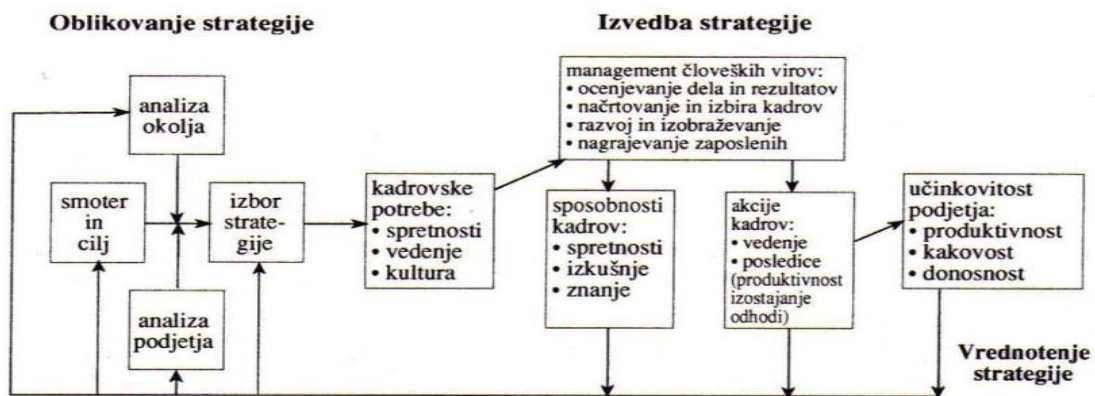 Oblikovanje strategije
Izvedba strategije
analiza
okolja
smoter
in
cilj
izbor
strate-
gije
analiza
podjetja
kadrovske
potrebe:
• spretnosti
• vedenje
• kultura
management človeških virov:
• ocenjevanje dela in rezultatov
• načrtovanje in izbira kadrov
• razvoj in izobraževanje
• nagrajevanje zaposlenih
sposobnosti
kadrov:
• spretnosti
• izkušnje
• znanje
akcije
kadrov:
• vedenje
• posledice
(produktivnost
izostajanje
odhodi)
učinkovitost
podjetja:
• produktivnost
• kakovost
• donosnost
Vrednotenje
strategije